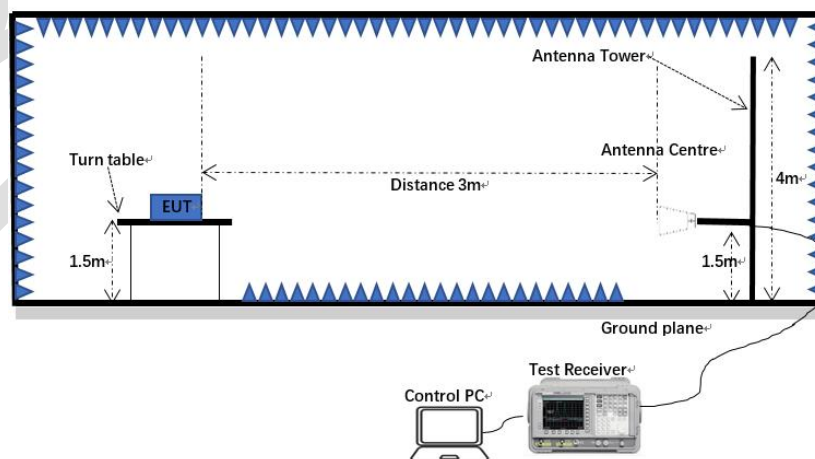 Antenna Tower↵
Antenna Centre↵
Turn table↵
Distance 3m↵
4m↵
EUT
1.5m↵
1.5m↵
Ground plane↵
Test Receiver↵
Control PC↵